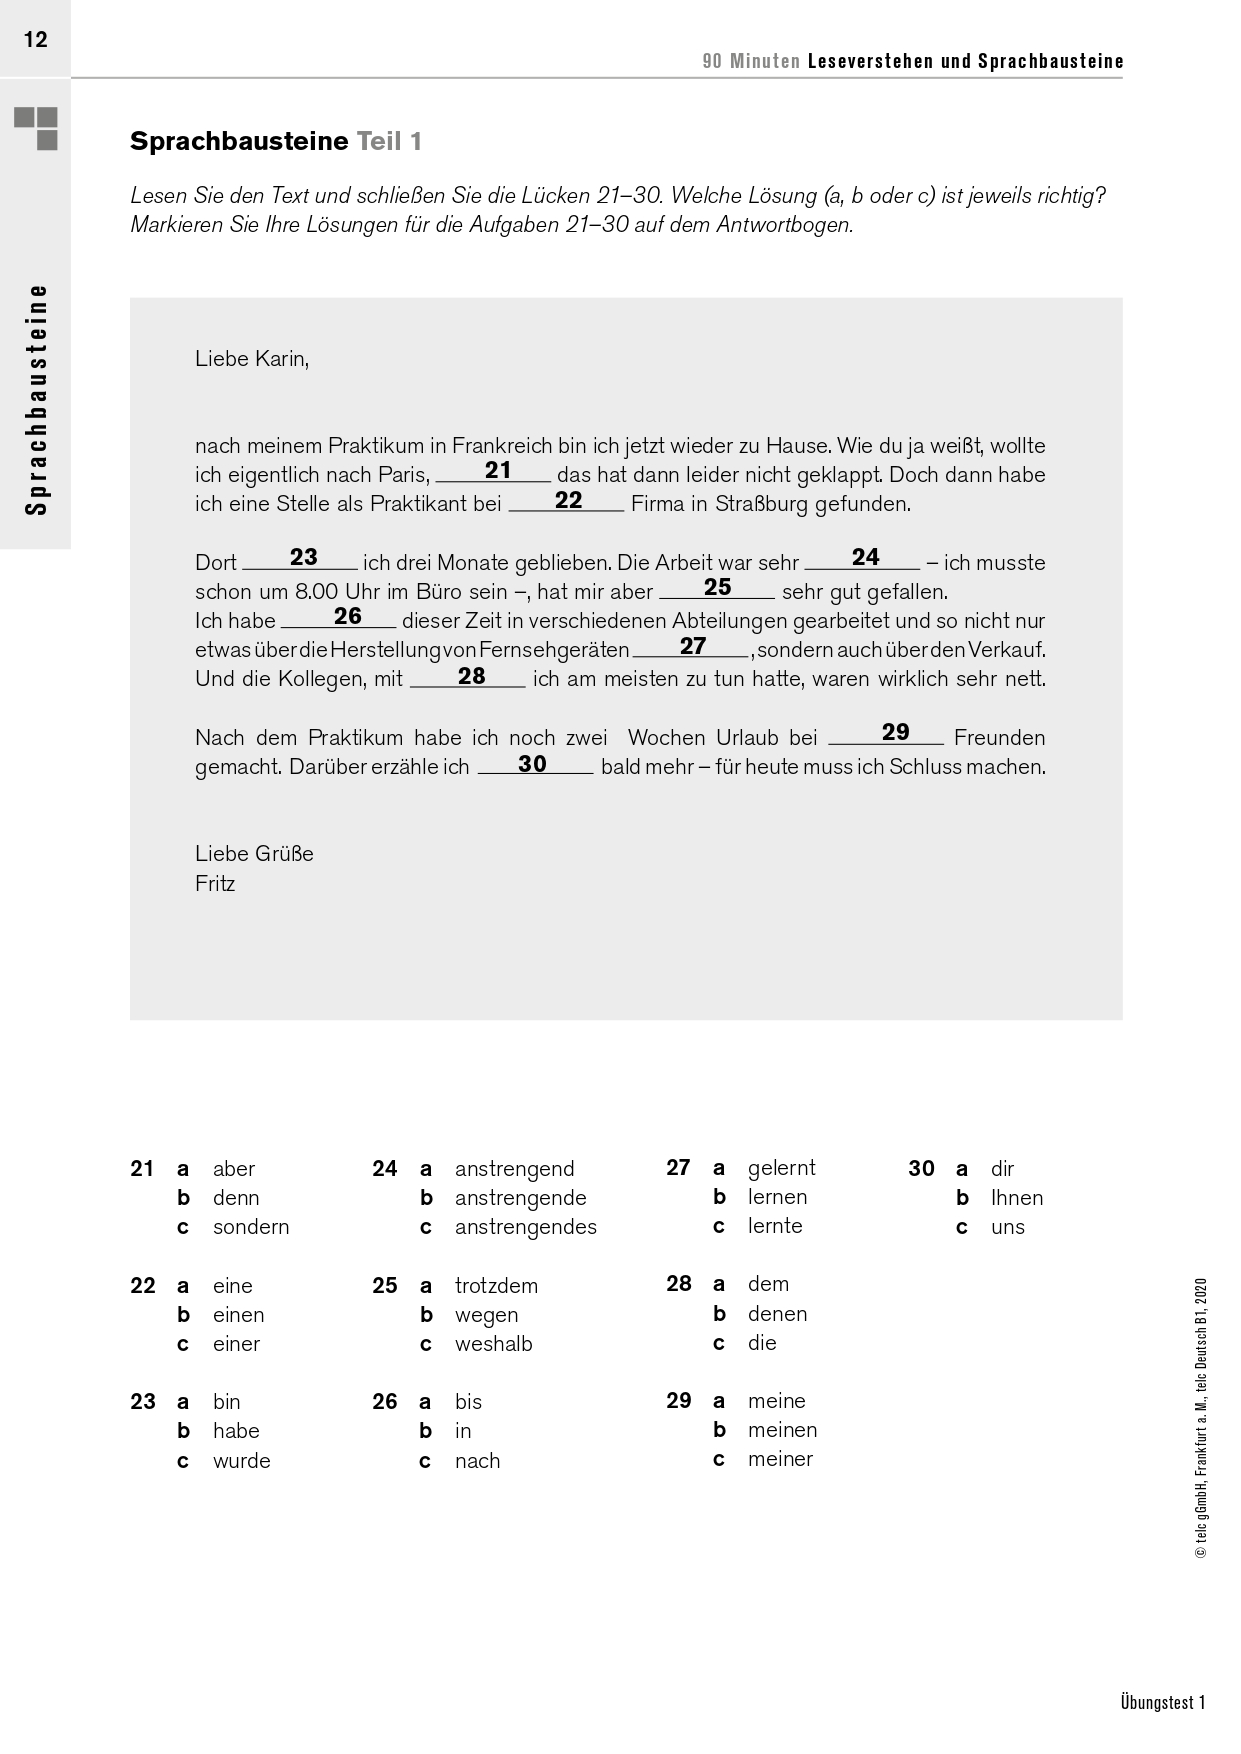 12
90 Minuten Leseverstehen und Sprachbausteine
Sprachbausteine
Sprachbausteine Teil 1
Lesen Sie den Text und schließen Sie die Lücken 21–30. Welche Lösung (a, b oder c) ist jeweils richtig?
Markieren Sie Ihre Lösungen für die Aufgaben 21–30 auf dem Antwortbogen.
Liebe Karin,
nach meinem Praktikum in Frankreich bin ich jetzt wieder zu Hause. Wie du ja weißt, wollte
ich eigentlich nach Paris, 21 das hat dann leider nicht geklappt. Doch dann habe
ich eine Stelle als Praktikant bei 22 Firma in Straßburg gefunden.
Dort 23 ich drei Monate geblieben. Die Arbeit war sehr 24 – ich musste
schon um 8.00 Uhr im Büro sein –, hat mir aber 25 sehr gut gefallen.
Ich habe 26 dieser Zeit in verschiedenen Abteilungen gearbeitet und so nicht nur
etwas über die Herstellung von Fernsehgeräten 27 , sondern auch über den Verkauf.
Und die Kollegen, mit 28 ich am meisten zu tun hatte, waren wirklich sehr nett.
Nach dem Praktikum habe ich noch zwei Wochen Urlaub bei 29 Freunden
gemacht. Darüber erzähle ich 30 bald mehr – für heute muss ich Schluss machen.
Liebe Grüße
Fritz
21 a aber
b denn
c sondern
22 a eine
b einen
c einer
23 a bin
b habe
c wurde
24 a anstrengend
b anstrengende
c anstrengendes
25 a trotzdem
b wegen
c weshalb
26 a bis
b in
c nach
27 a gelernt
b lernen
c lernte
28 a dem
b denen
c die
29 a meine
b meinen
c meiner
30 a dir
b Ihnen
c uns
© telc gGmbH, Frankfurt a. M., telc Deutsch B1, 2020
Übungstest 1